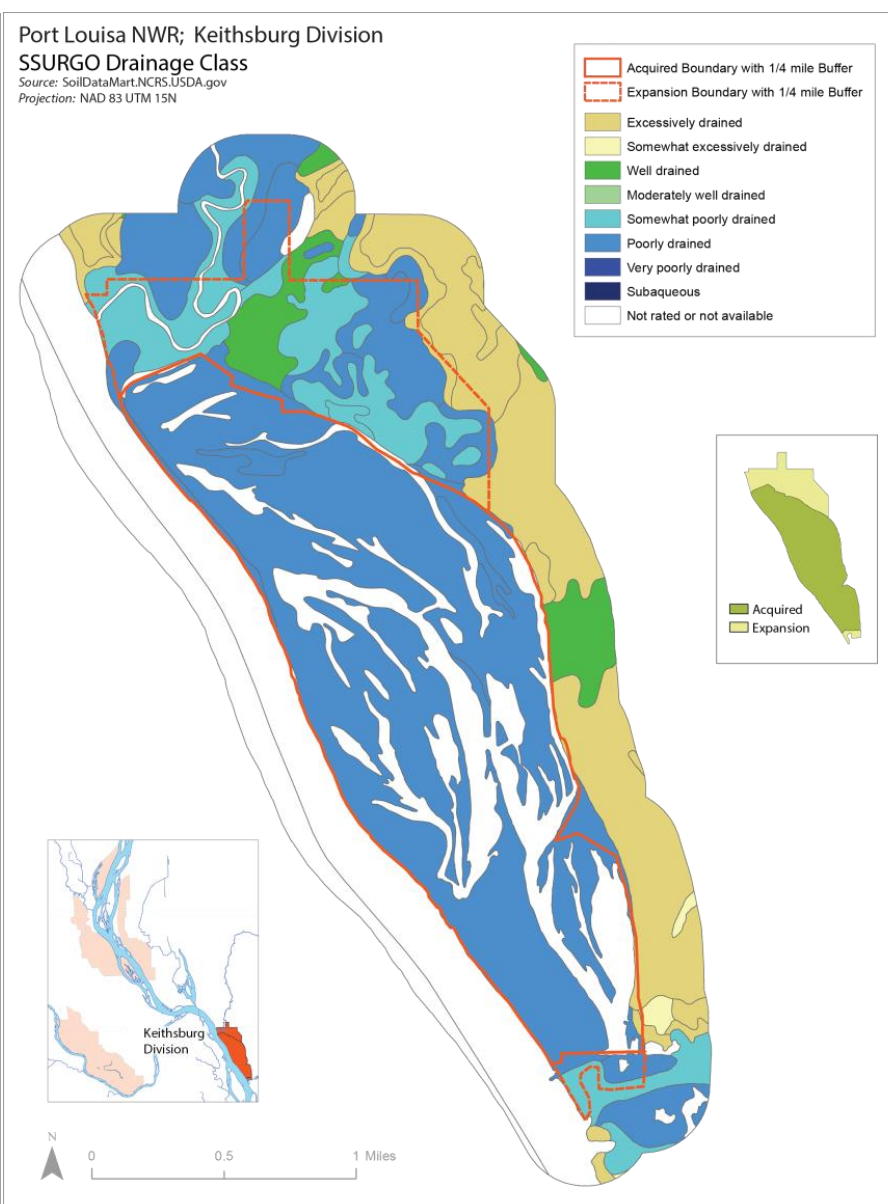 Port Louisa NWR; Keithsburg Division
SSURGO Drainage Class
Source: SoilDataMart.NCRS.USDA.gov
Projection: NAD 83 UTM 15N
Acquired Boundary with 1/4 mile Buffer
Expansion Boundary with 1/4 mile Buffer
Excessively drained
Somewhat excessively drained
Well drained
Moderately well drained
Somewhat poorly drained
Poorly drained
Very poorly drained
Subaqueous
Not rated or not available
Acquired
Expansion
Keithsburg
Division
N
0 0.5 1 Miles